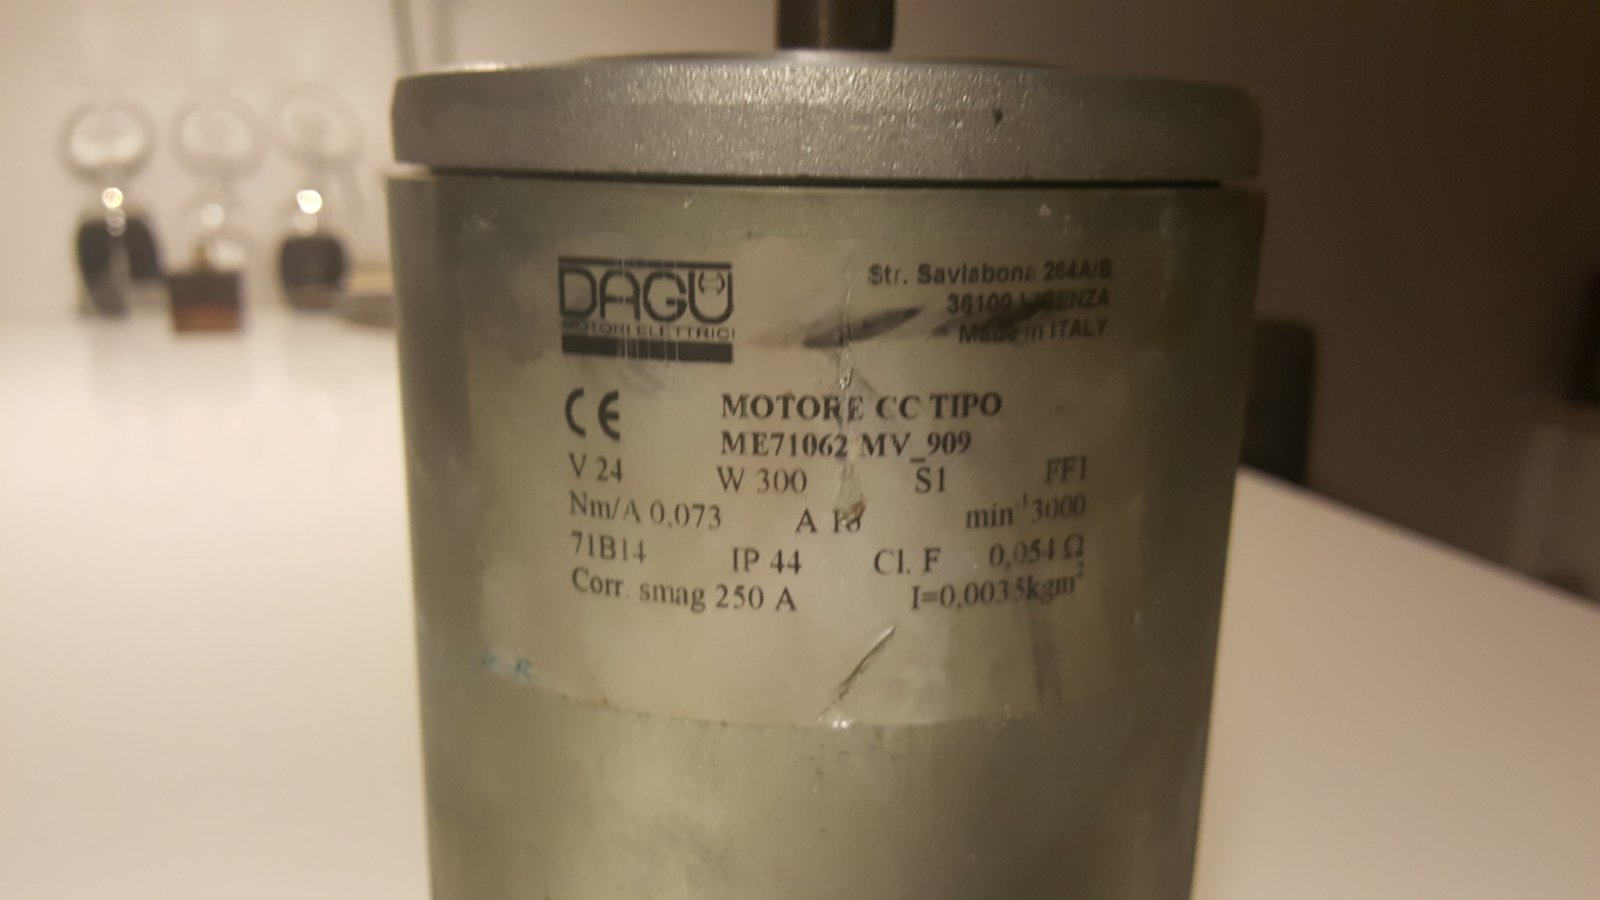 DAGU
MOTORI ELETTRICI
Str. Saviabona 264A/B
36100 VICENZA
Made in ITALY
CE
MOTORE CC TIPO
ME71062 MV_909
V 24 W 300 S1 FF1
Nm/A 0,073 A min⁻¹3000
71B14 IP 44 Cl. F 0,054 Ω
Corr. smag 250 A I=0,0035kgm²